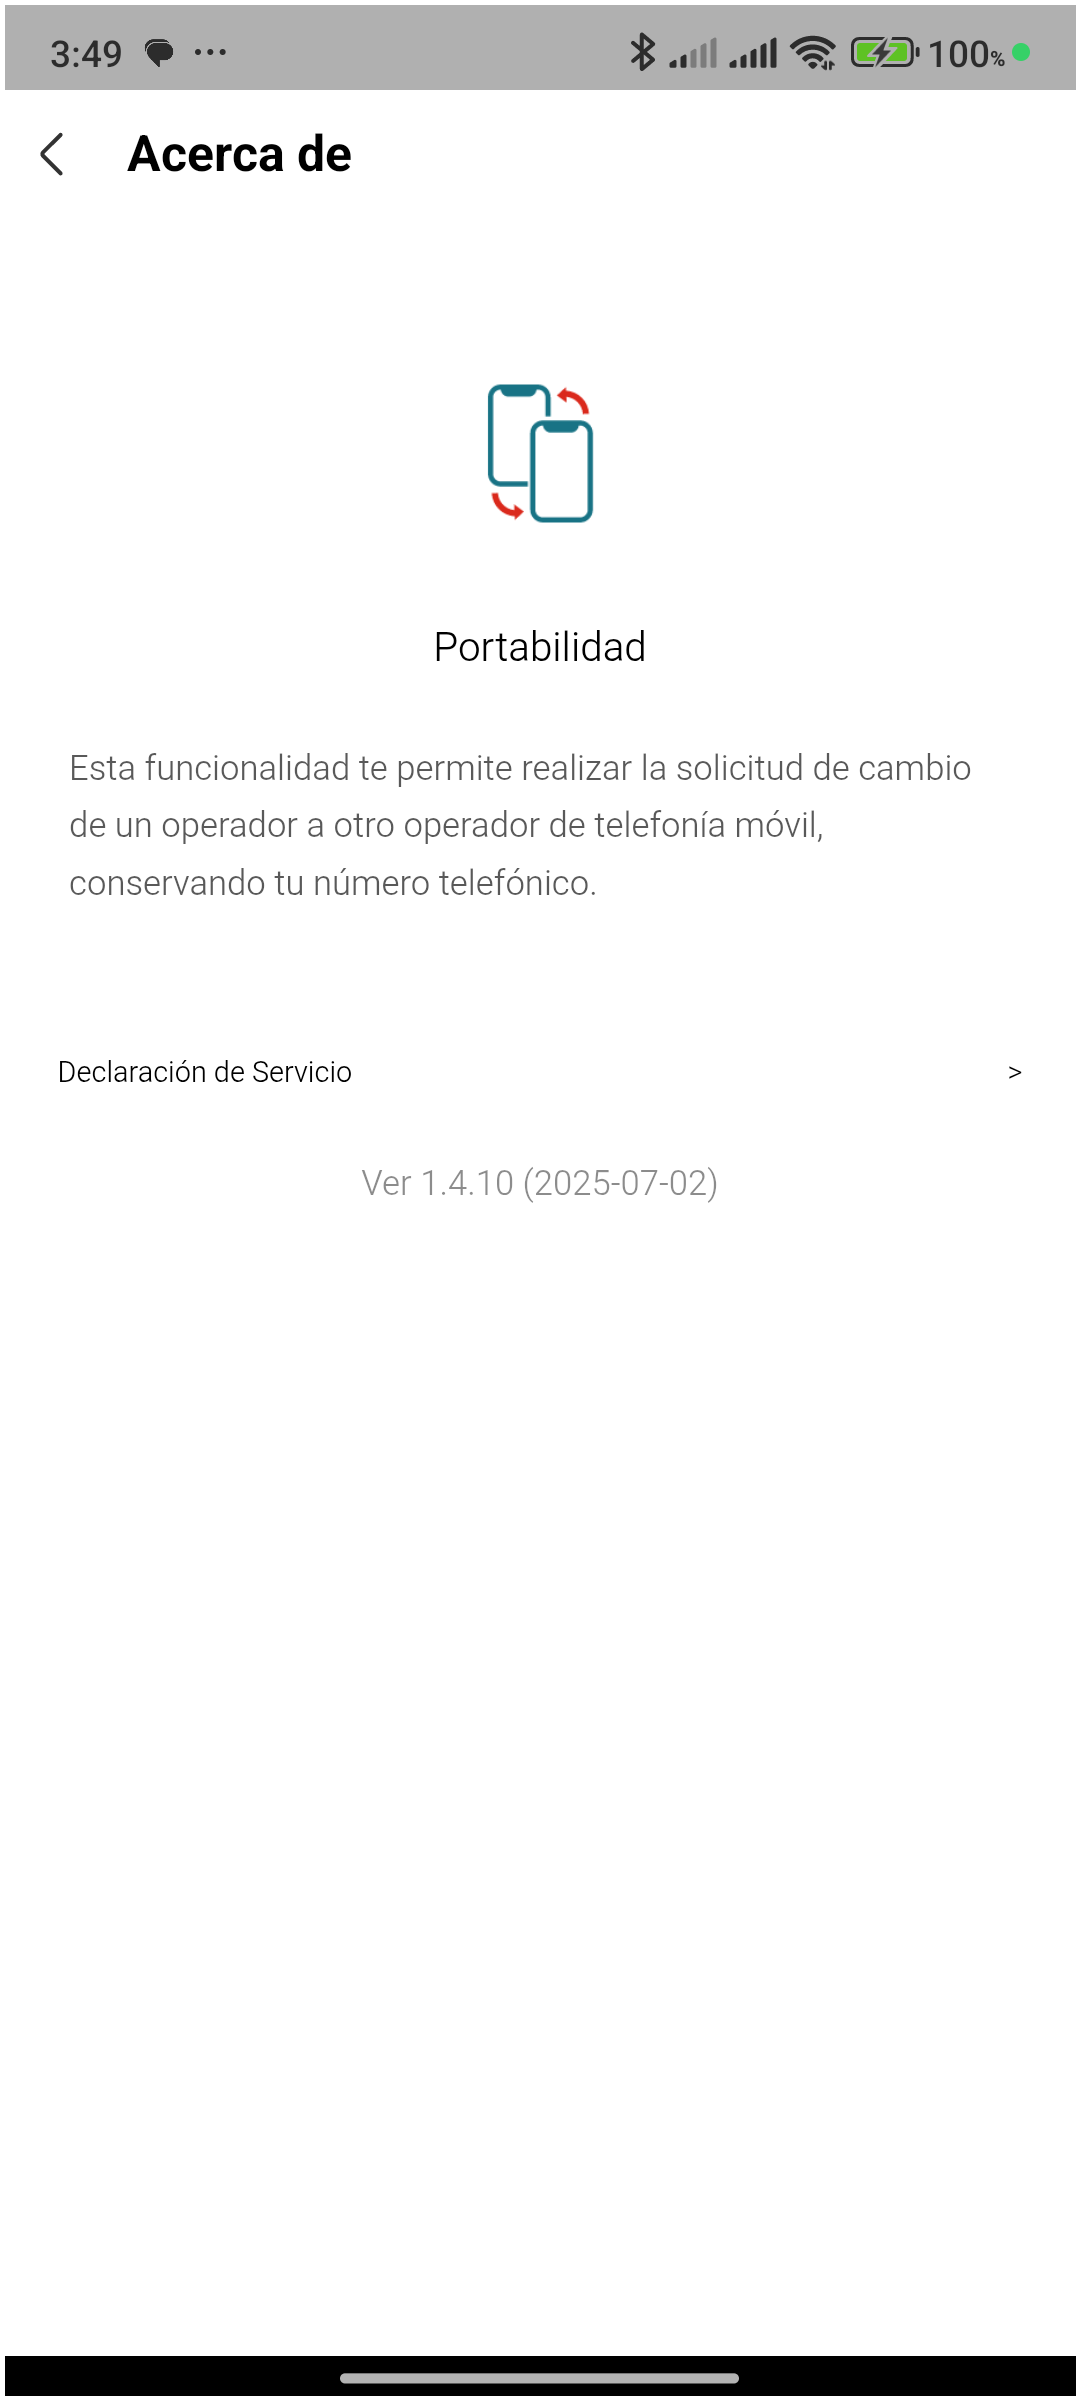 3:49 ... 100%
Acerca de
Portabilidad
Esta funcionalidad te permite realizar la solicitud de cambio
de un operador a otro operador de telefonía móvil,
conservando tu número telefónico.
Declaración de Servicio >
Ver 1.4.10 (2025-07-02)